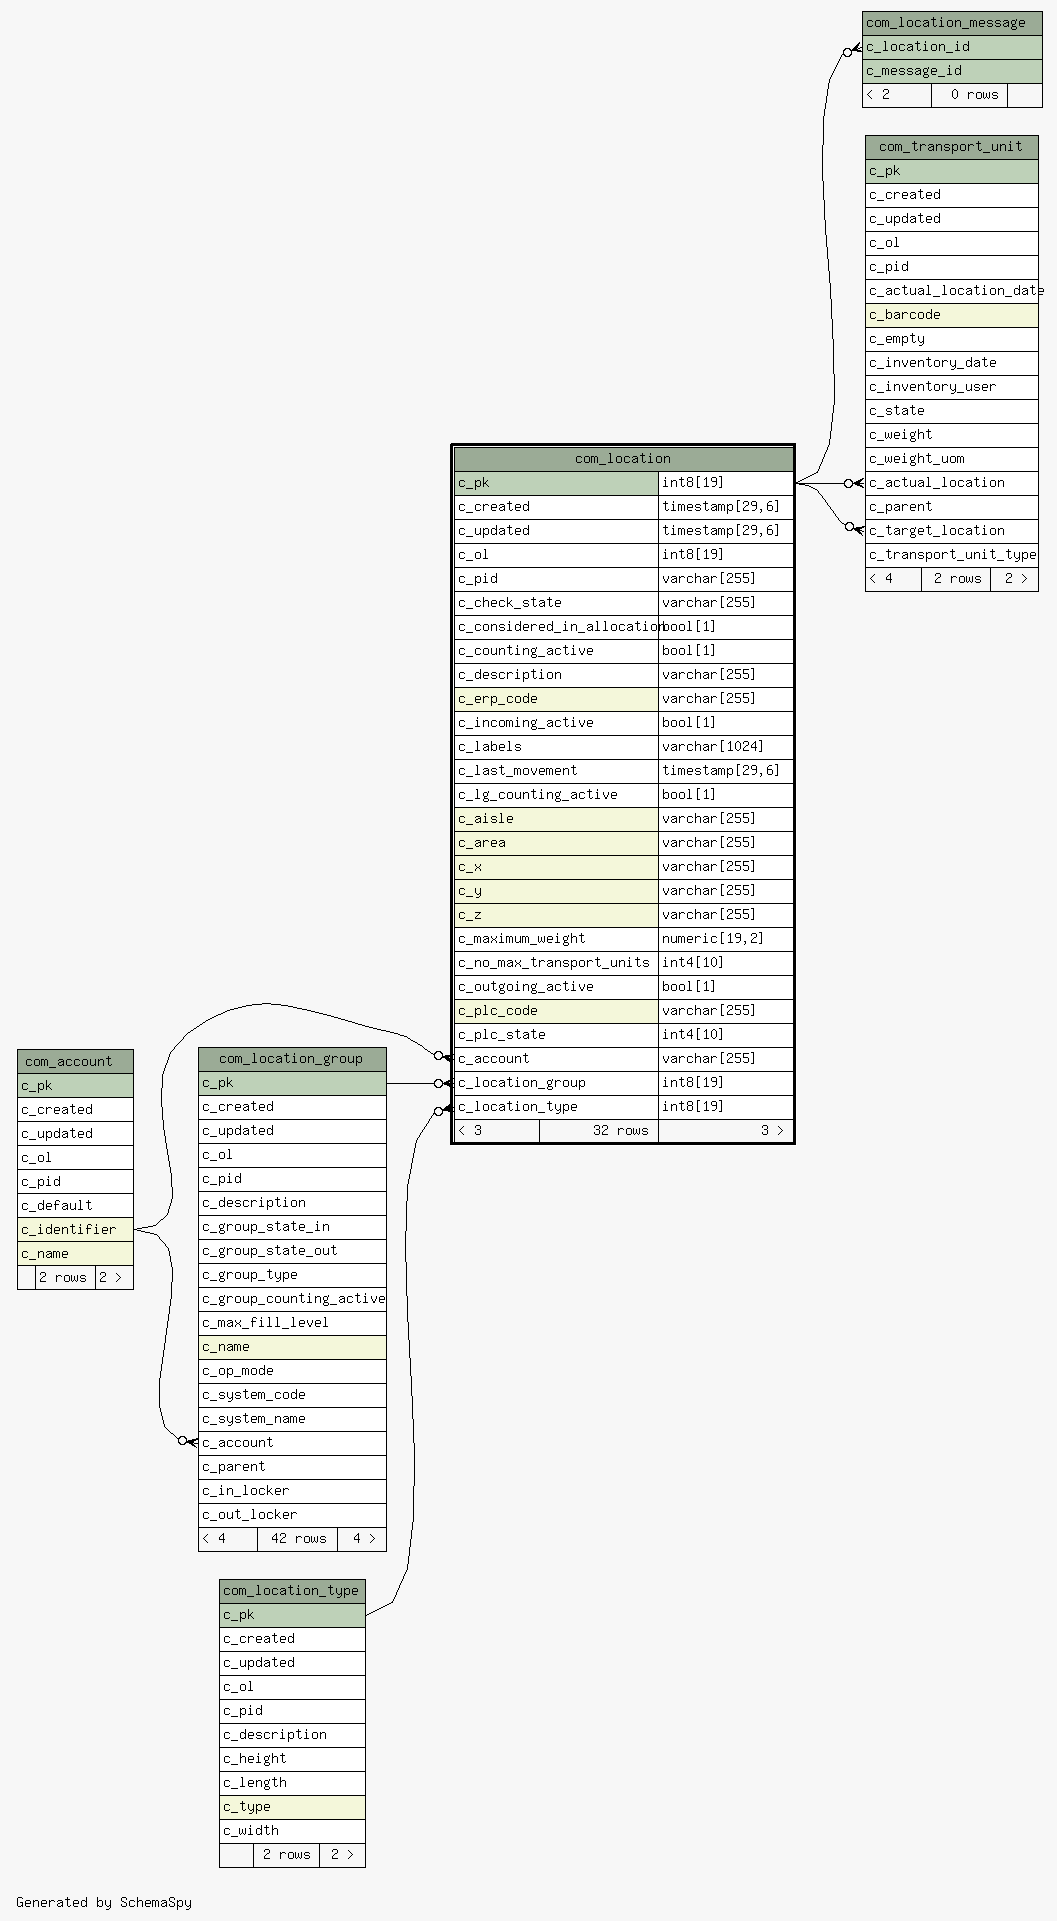 com_location_message
c_location_id
c_message_id
< 2 0 rows
com_transport_unit
c_pk
c_created
c_updated
c_ol
c_pid
c_actual_location_date
c_barcode
c_empty
c_inventory_date
c_inventory_user
c_state
c_weight
c_weight_uom
c_actual_location
c_parent
c_target_location
c_transport_unit_type
< 4 2 rows 2 >
com_location
c_pk int8[19]
c_created timestamp[29,6]
c_updated timestamp[29,6]
c_ol int8[19]
c_pid varchar[255]
c_check_state varchar[255]
c_considered_in_allocation bool[1]
c_counting_active bool[1]
c_description varchar[255]
c_erp_code varchar[255]
c_incoming_active bool[1]
c_labels varchar[1024]
c_last_movement timestamp[29,6]
c_lg_counting_active bool[1]
c_aisle varchar[255]
c_area varchar[255]
c_x varchar[255]
c_y varchar[255]
c_z varchar[255]
c_maximum_weight numeric[19,2]
c_no_max_transport_units int4[10]
c_outgoing_active bool[1]
c_plc_code varchar[255]
c_plc_state int4[10]
c_account varchar[255]
c_location_group int8[19]
c_location_type int8[19]
< 3 32 rows 3 >
com_account
c_pk
c_created
c_updated
c_ol
c_pid
c_default
c_identifier
c_name
2 rows 2 >
com_location_group
c_pk
c_created
c_updated
c_ol
c_pid
c_description
c_group_state_in
c_group_state_out
c_group_type
c_group_counting_active
c_max_fill_level
c_name
c_op_mode
c_system_code
c_system_name
c_account
c_parent
c_in_locker
c_out_locker
< 4 42 rows 4 >
com_location_type
c_pk
c_created
c_updated
c_ol
c_pid
c_description
c_height
c_length
c_type
c_width
2 rows 2 >
Generated by SchemaSpy